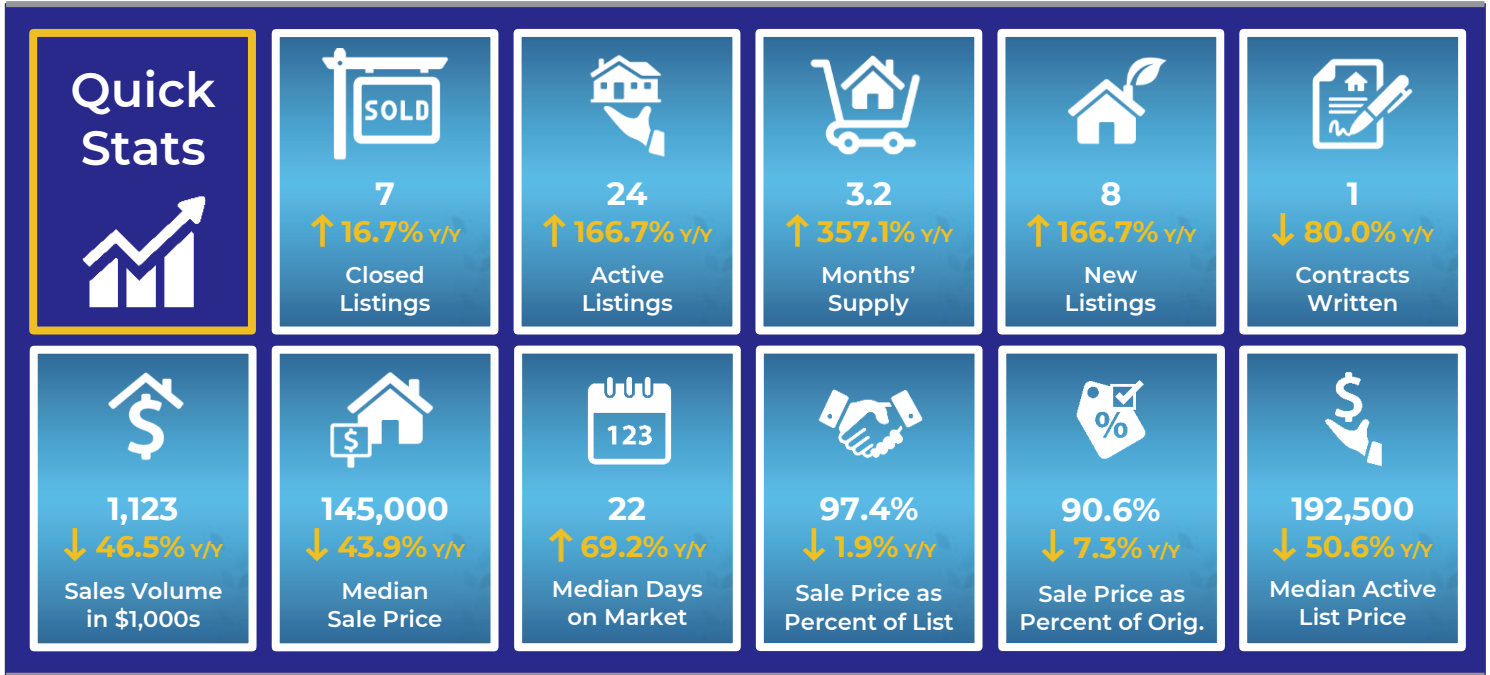 Quick
Stats
SOLD
7
↑ 16.7% Y/Y
Closed
Listings
24
↑ 166.7% Y/Y
Active
Listings
3.2
↑ 357.1% Y/Y
Months’
Supply
8
↑ 166.7% Y/Y
New
Listings
1
↓ 80.0% Y/Y
Contracts
Written
$
1,123
↓ 46.5% Y/Y
Sales Volume
in $1,000s
$
145,000
↓ 43.9% Y/Y
Median
Sale Price
123
22
↑ 69.2% Y/Y
Median Days
on Market
97.4%
↓ 1.9% Y/Y
Sale Price as
Percent of List
%
90.6%
↓ 7.3% Y/Y
Sale Price as
Percent of Orig.
$
192,500
↓ 50.6% Y/Y
Median Active
List Price